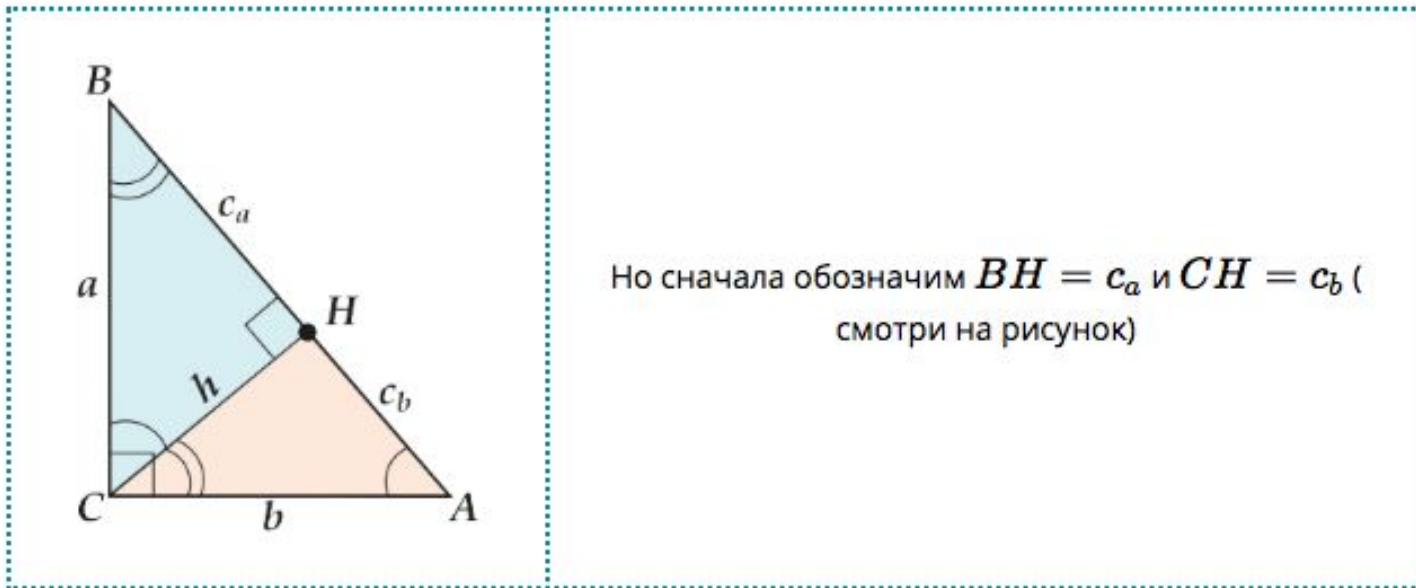 B
c_a
a
H
h
c_b
C
b
A
Но сначала обозначим BH = c_a и CH = c_b (
смотри на рисунок)